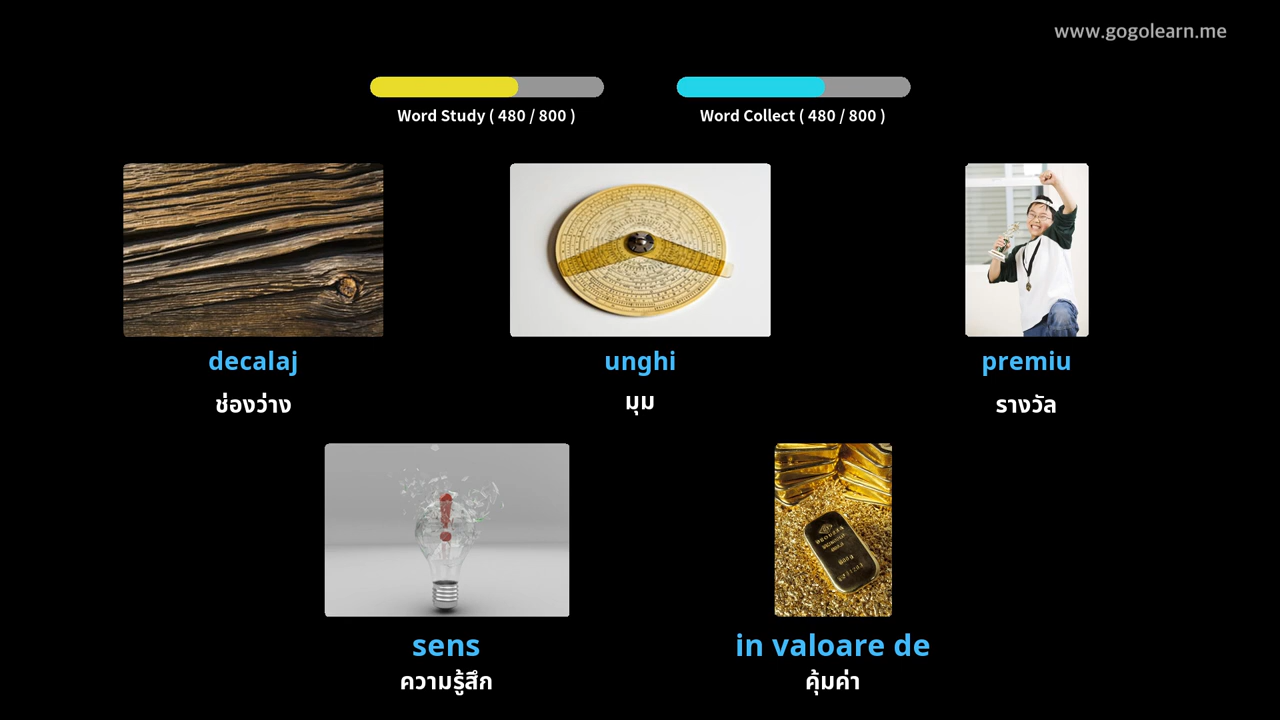 www.gogolearn.me
Word Study ( 480 / 800 )
Word Collect ( 480 / 800 )
decalaj
unghi
premiu
ช่องว่าง
มุม
รางวัล
sens
in valoare de
ความรู้สึก
คุ้มค่า